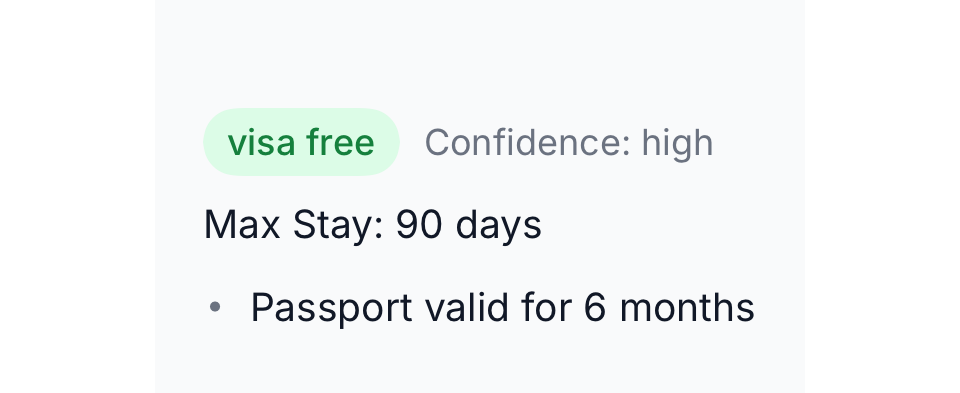 visa free Confidence: high
Max Stay: 90 days
• Passport valid for 6 months